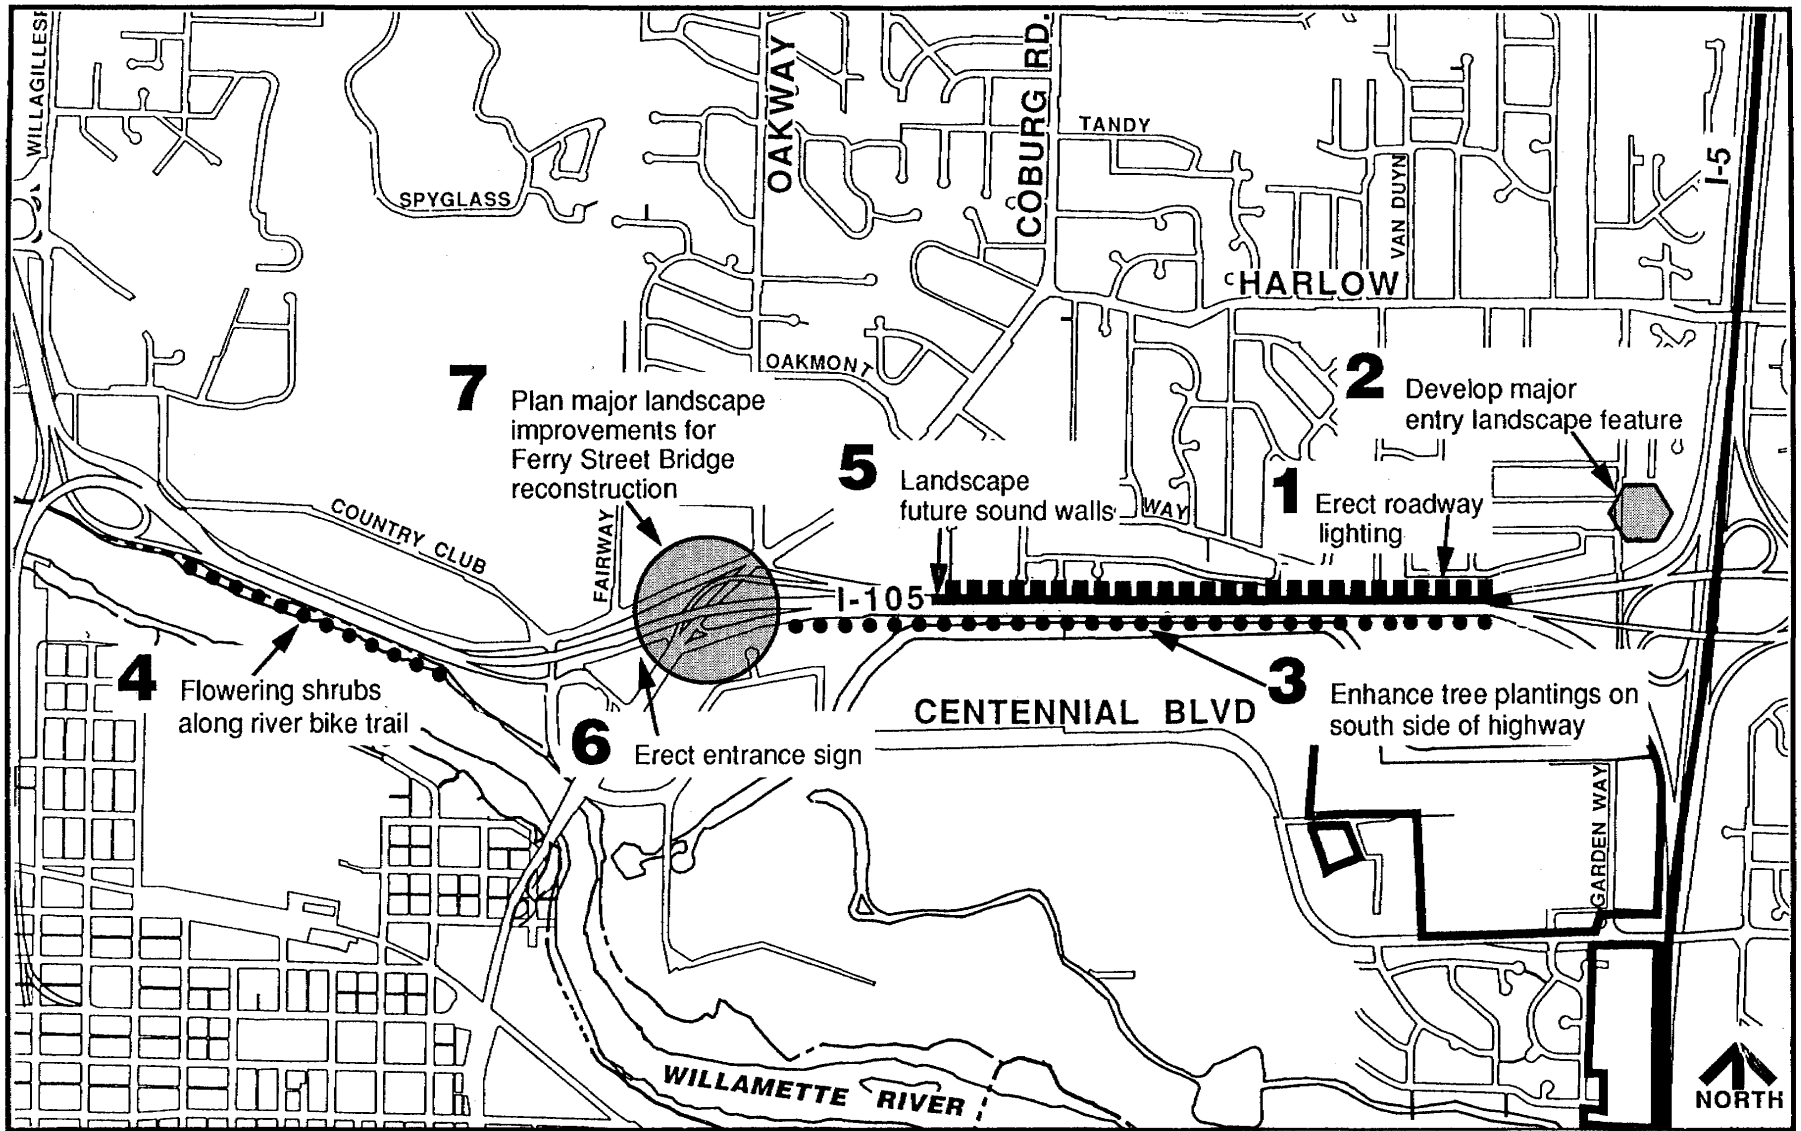 WILLAGILLESP
OAKWAY
COBURG RD.
TANDY
I-5
VAN DUYN
SPYGLASS
HARLOW
OAKMONT
7 Plan major landscape
improvements for
Ferry Street Bridge
reconstruction
2 Develop major
entry landscape feature
5 Landscape
future sound walls
WAY
1 Erect roadway
lighting
COUNTRY CLUB
FAIRWAY
I-105
4 Flowering shrubs
along river bike trail
3 Enhance tree plantings on
south side of highway
CENTENNIAL BLVD
6 Erect entrance sign
GARDEN WAY
WILLAMETTE RIVER
NORTH